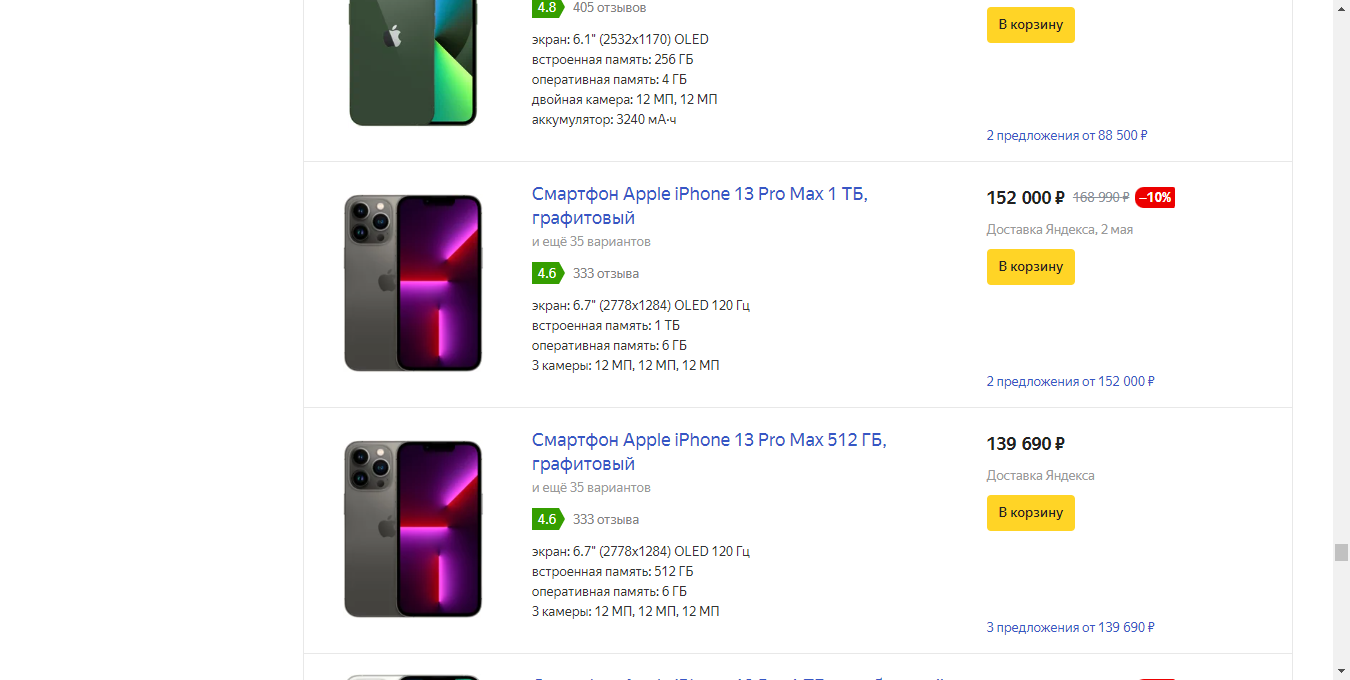 4.8 405 отзывов
В корзину
экран: 6.1" (2532x1170) OLED
встроенная память: 256 ГБ
оперативная память: 4 ГБ
двойная камера: 12 МП, 12 МП
аккумулятор: 3240 мА·ч
2 предложения от 88 500 ₽
Смартфон Apple iPhone 13 Pro Max 1 ТБ,
графитовый
и ещё 35 вариантов
4.6 333 отзыва
экран: 6.7" (2778x1284) OLED 120 Гц
встроенная память: 1 ТБ
оперативная память: 6 ГБ
3 камеры: 12 МП, 12 МП, 12 МП
152 000 ₽ 168 990 ₽ –10%
Доставка Яндекса, 2 мая
В корзину
2 предложения от 152 000 ₽
Смартфон Apple iPhone 13 Pro Max 512 ГБ,
графитовый
и ещё 35 вариантов
4.6 333 отзыва
экран: 6.7" (2778x1284) OLED 120 Гц
встроенная память: 512 ГБ
оперативная память: 6 ГБ
3 камеры: 12 МП, 12 МП, 12 МП
139 690 ₽
Доставка Яндекса
В корзину
3 предложения от 139 690 ₽